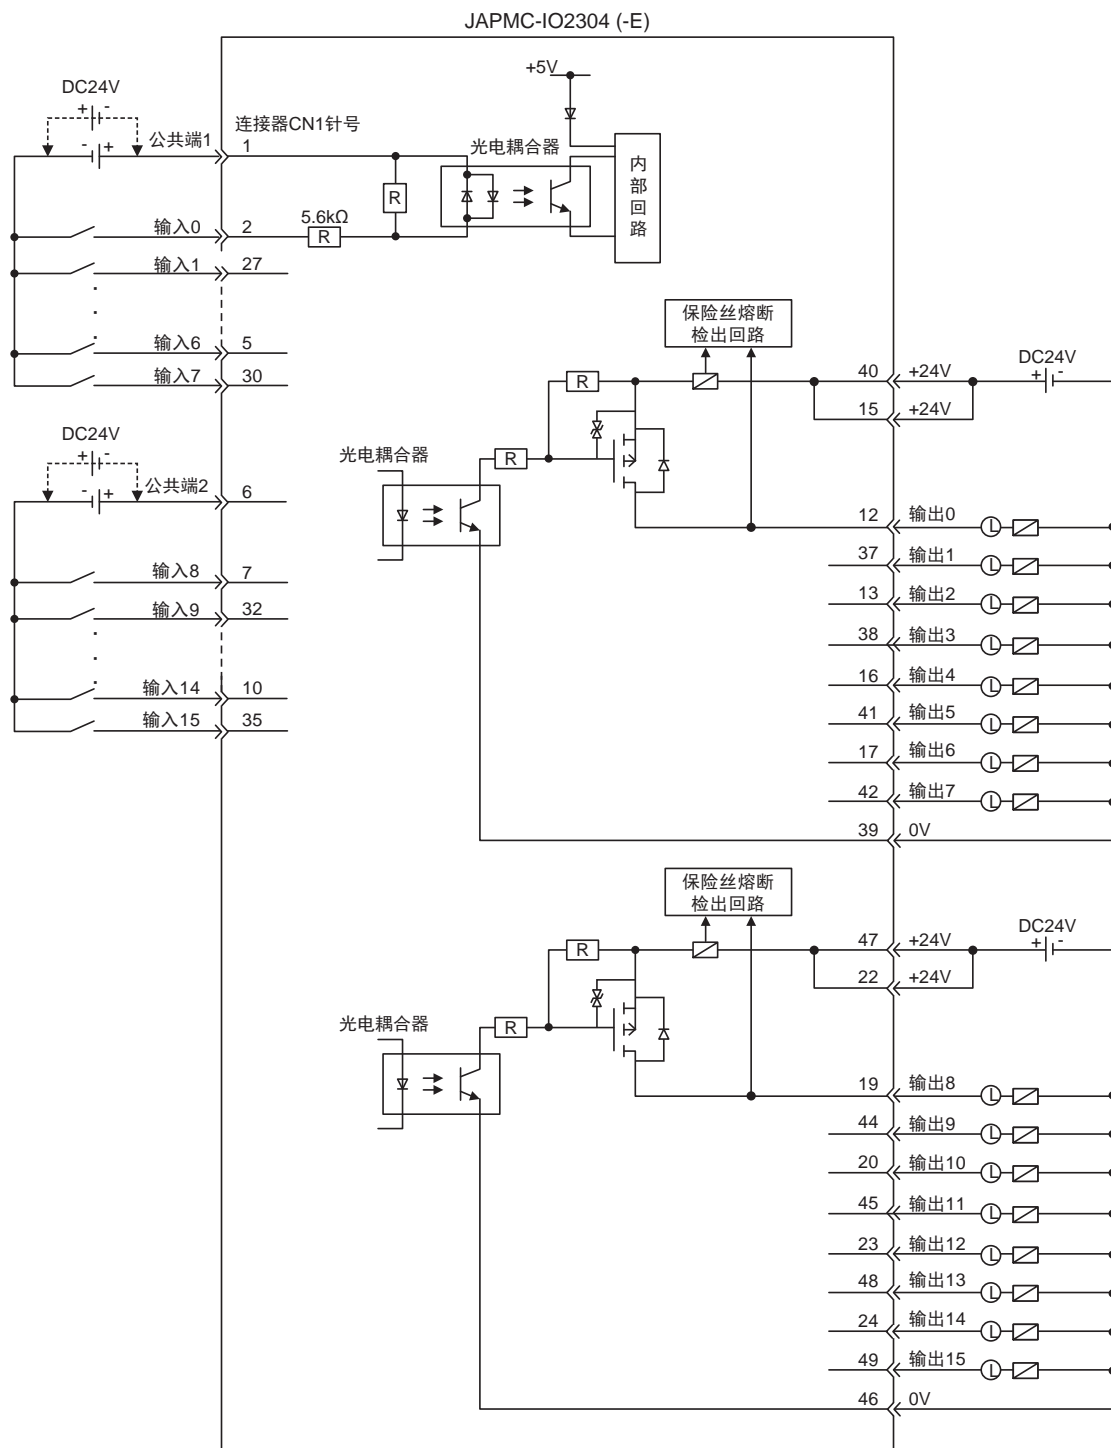 JAPMC-IO2304 (-E)
+5V
DC24V
+ -
连接器CN1针号
公共端1
- +
1
光电耦合器
内部回路
R
5.6kΩ
R
输入0
2
输入1
27
输入6
5
输入7
30
保险丝熔断
检出回路
R
40
+24V
DC24V
+ -
15
+24V
DC24V
+ -
光电耦合器
R
公共端2
- +
6
12
输出0
L
37
输出1
L
输入8
7
13
输出2
L
输入9
32
38
输出3
L
输入14
10
16
输出4
L
输入15
35
41
输出5
L
17
输出6
L
42
输出7
L
39
0V
保险丝熔断
检出回路
R
47
+24V
DC24V
+ -
22
+24V
光电耦合器
R
19
输出8
L
44
输出9
L
20
输出10
L
45
输出11
L
23
输出12
L
48
输出13
L
24
输出14
L
49
输出15
L
46
0V